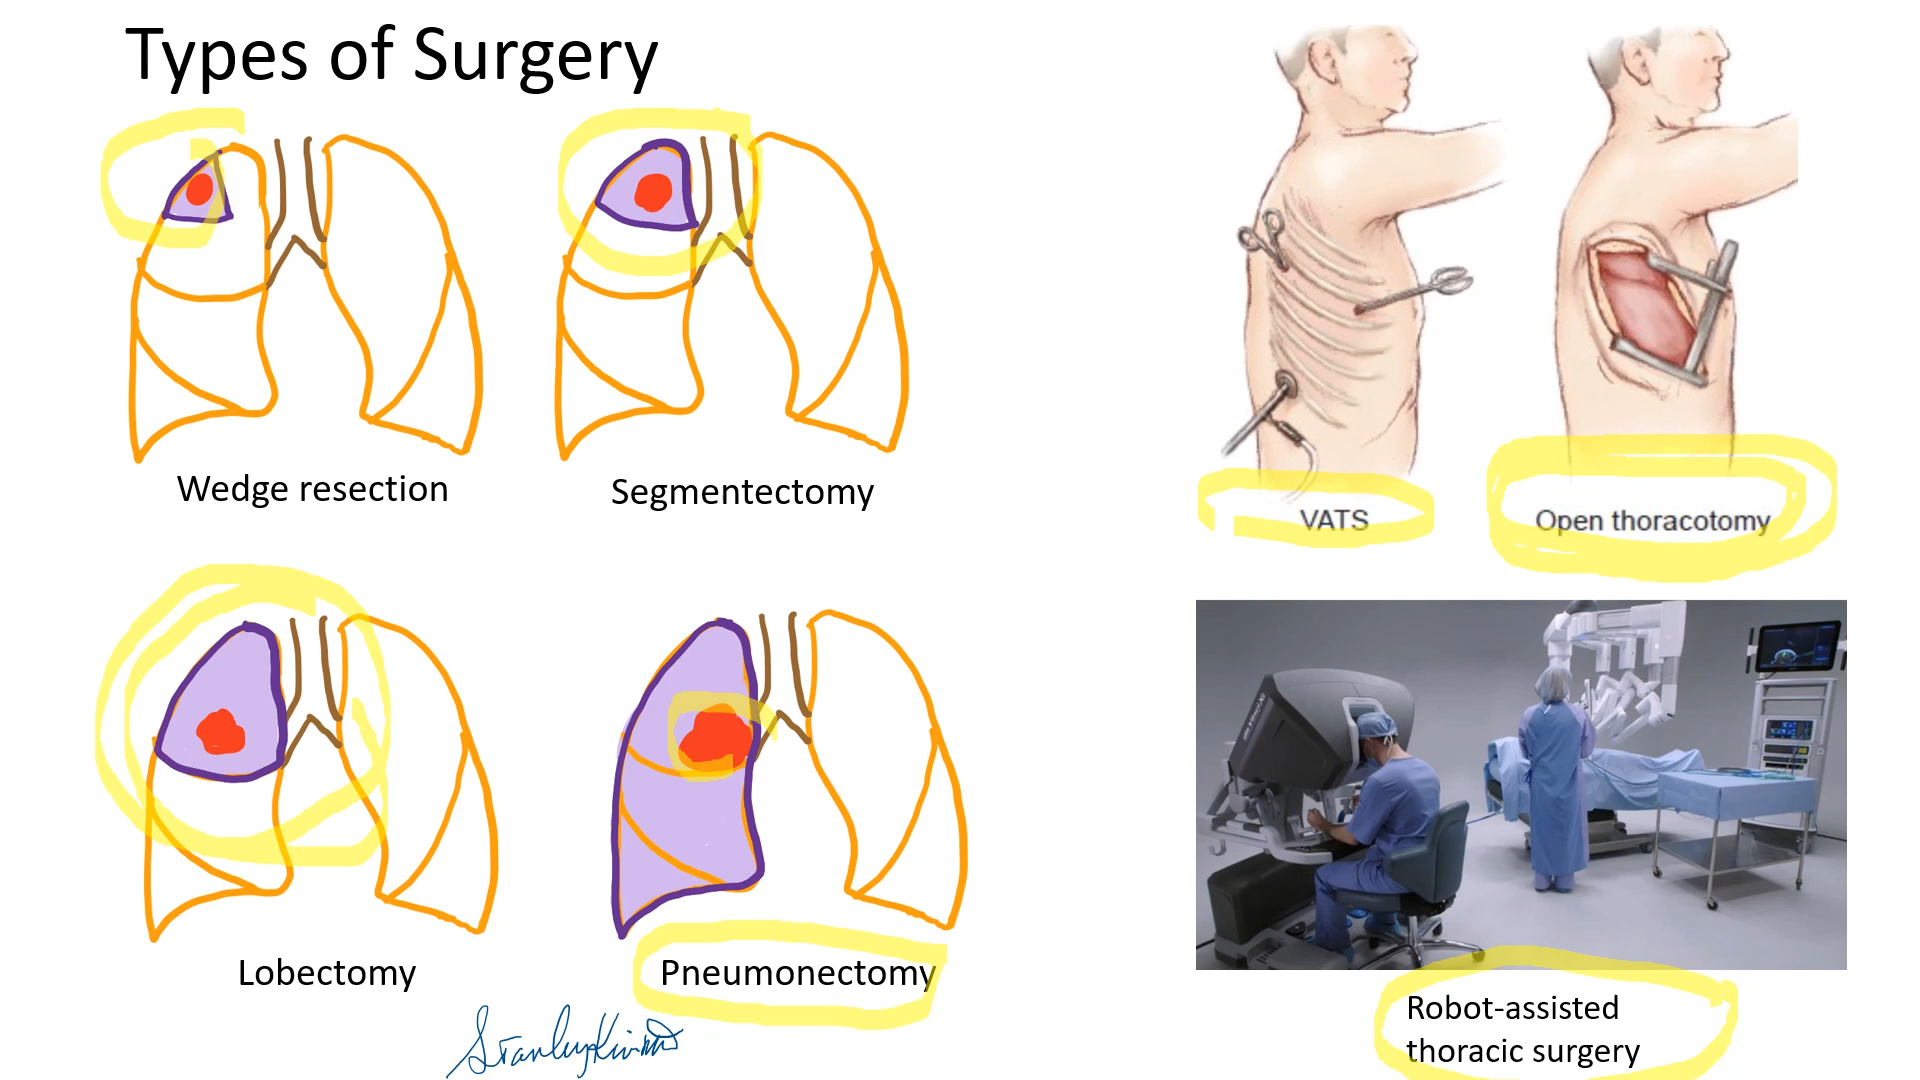 Types of Surgery
Wedge resection
Segmentectomy
VATS
Open thoracotomy
Lobectomy
Pneumonectomy
Robot-assisted
thoracic surgery